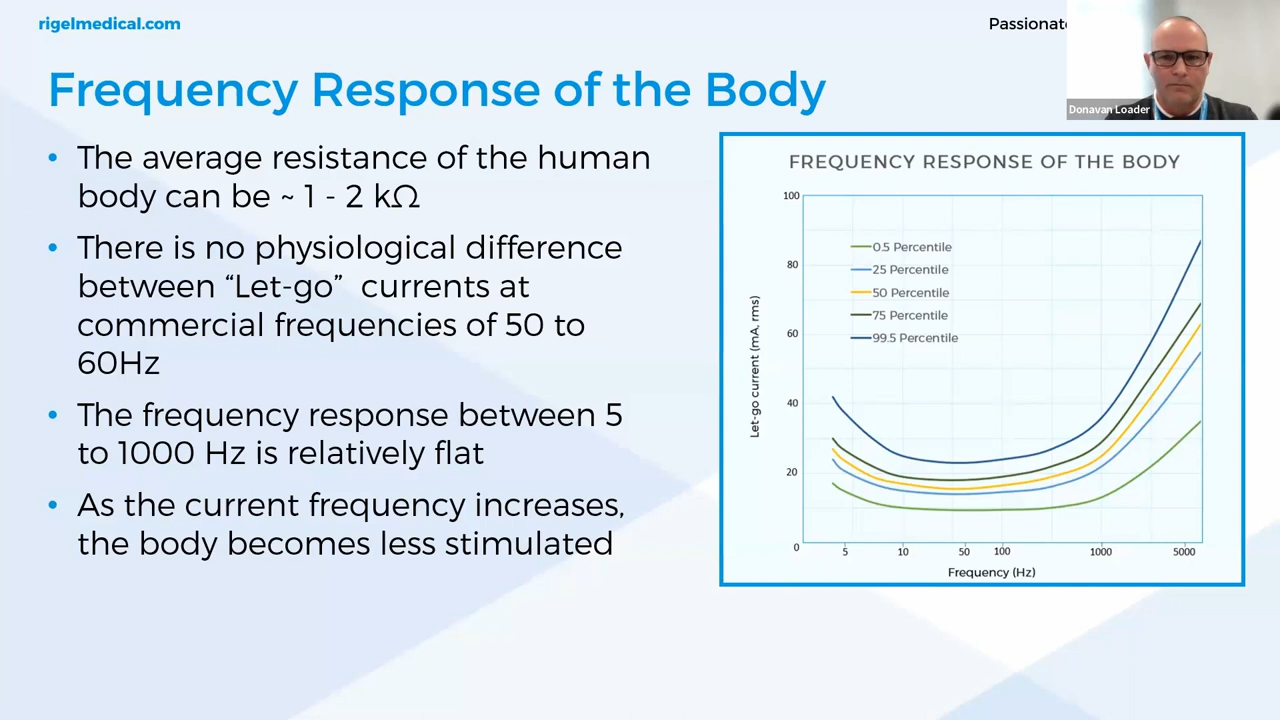 rigelmedical.com
Passionate
Donavan Loader
Frequency Response of the Body
• The average resistance of the human
body can be ~ 1 - 2 kΩ
• There is no physiological difference
between “Let-go” currents at
commercial frequencies of 50 to
60Hz
• The frequency response between 5
to 1000 Hz is relatively flat
• As the current frequency increases,
the body becomes less stimulated
FREQUENCY RESPONSE OF THE BODY
100
80
60
40
20
0
Let-go current (mA, rms)
0.5 Percentile
25 Percentile
50 Percentile
75 Percentile
99.5 Percentile
5 10 50 100 1000 5000
Frequency (Hz)